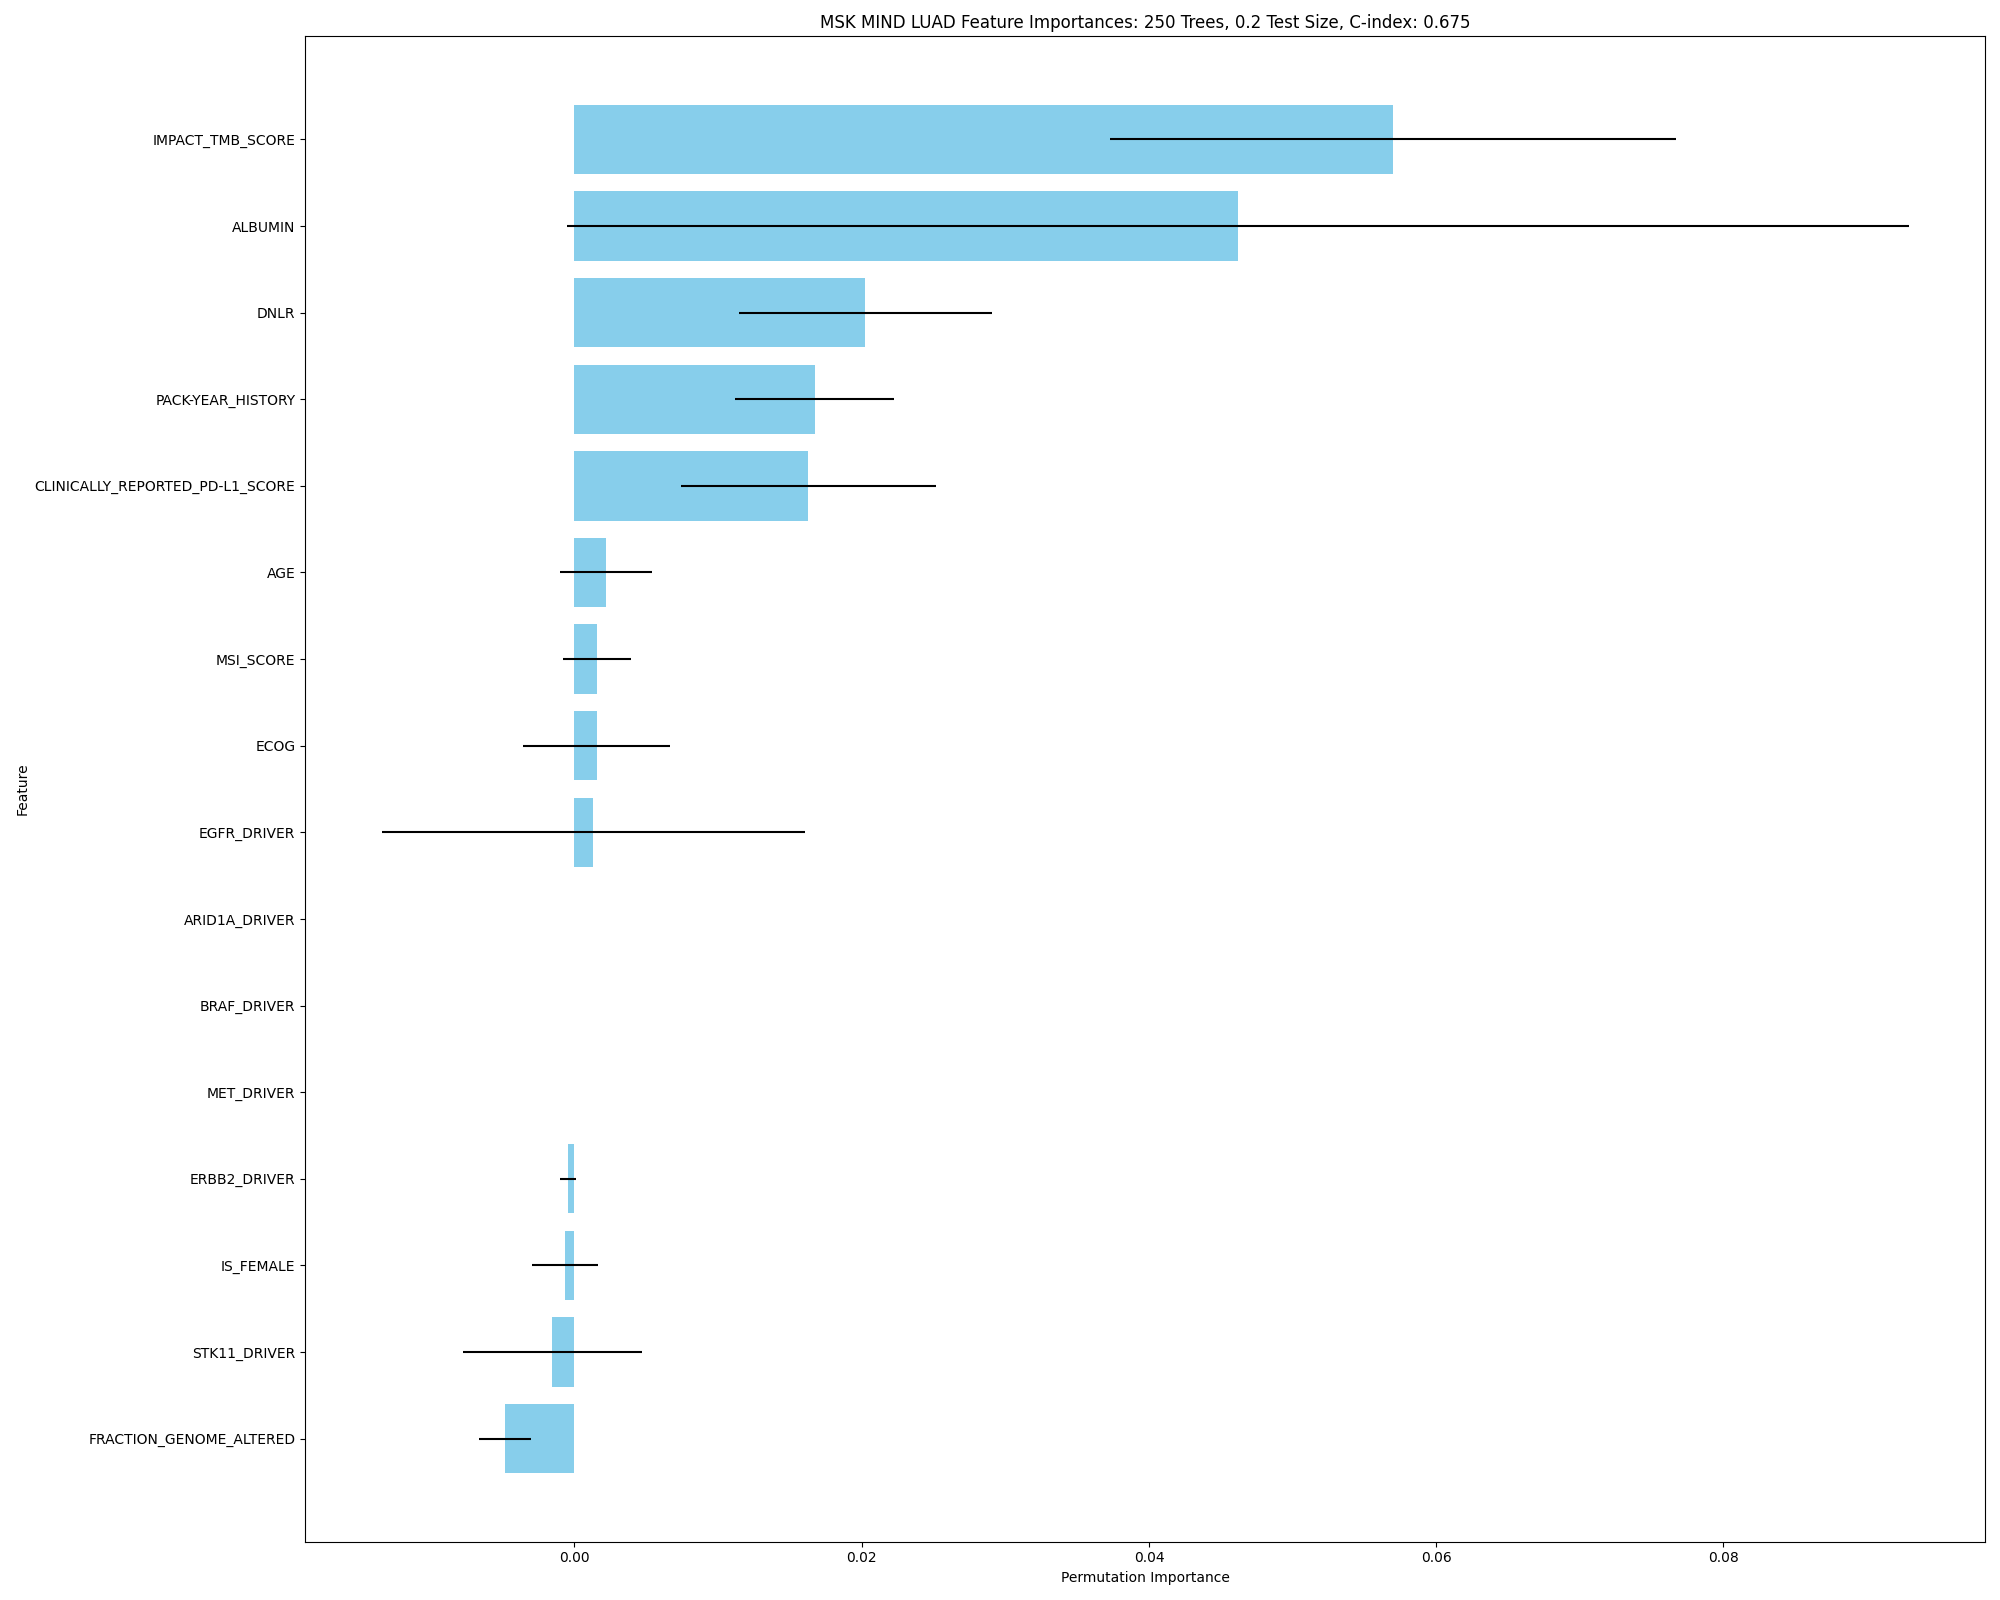 MSK MIND LUAD Feature Importances: 250 Trees, 0.2 Test Size, C-index: 0.675
IMPACT_TMB_SCORE
ALBUMIN
DNLR
PACK-YEAR_HISTORY
CLINICALLY_REPORTED_PD-L1_SCORE
AGE
MSI_SCORE
ECOG
EGFR_DRIVER
ARID1A_DRIVER
BRAF_DRIVER
MET_DRIVER
ERBB2_DRIVER
IS_FEMALE
STK11_DRIVER
FRACTION_GENOME_ALTERED
Feature
0.00 0.02 0.04 0.06 0.08
Permutation Importance